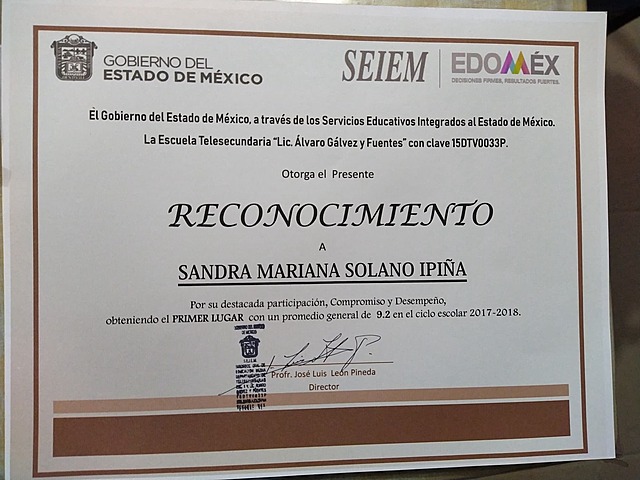 GOBIERNO DEL
ESTADO DE MÉXICO
SEIEM
EDOMÉX
DECISIONES FIRMES, RESULTADOS FUERTES.
El Gobierno del Estado de México, a través de los Servicios Educativos Integrados al Estado de México.
La Escuela Telesecundaria "Lic. Álvaro Gálvez y Fuentes" con clave 15DTV0033P.
Otorga el Presente
RECONOCIMIENTO
A
SANDRA MARIANA SOLANO IPIÑA
Por su destacada participación, Compromiso y Desempeño,
obteniendo el PRIMER LUGAR con un promedio general de 9.2 en el ciclo escolar 2017-2018.
Profr. José Luis León Pineda
Director